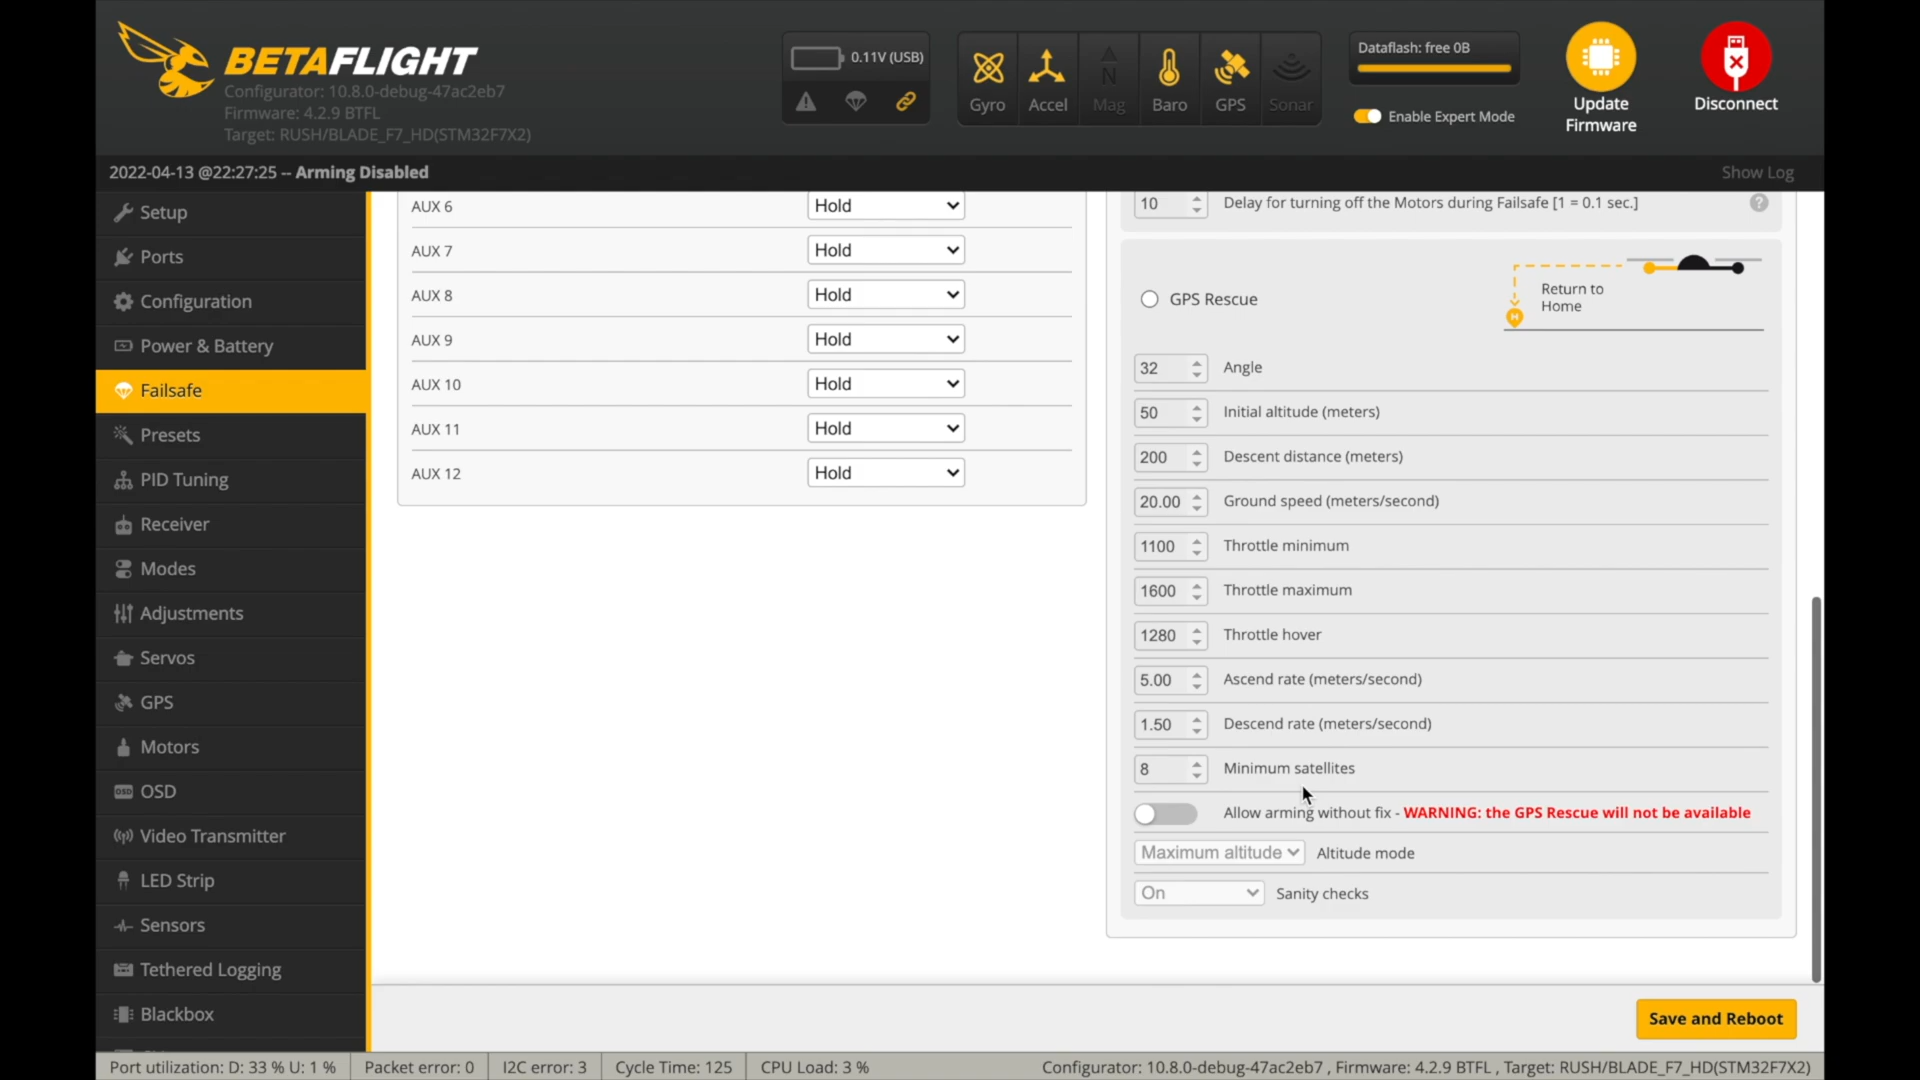 BETAFLIGHT
Configurator: 10.8.0-debug-47ac2eb7
Firmware: 4.2.9 BTFL
Target: RUSH/BLADE_F7_HD(STM32F7X2)
0.11V (USB)
Gyro
Accel
N
Mag
Baro
GPS
Sonar
Dataflash: free 0B
Enable Expert Mode
Update
Firmware
Disconnect
2022-04-13 @22:27:25 -- Arming Disabled
Show Log
Setup
Ports
Configuration
Power & Battery
Failsafe
Presets
PID Tuning
Receiver
Modes
Adjustments
Servos
GPS
Motors
OSD OSD
Video Transmitter
LED Strip
Sensors
Tethered Logging
Blackbox
AUX 6 Hold
AUX 7 Hold
AUX 8 Hold
AUX 9 Hold
AUX 10 Hold
AUX 11 Hold
AUX 12 Hold
10 Delay for turning off the Motors during Failsafe [1 = 0.1 sec.] ?
GPS Rescue
Return to
Home
H
32 Angle
50 Initial altitude (meters)
200 Descent distance (meters)
20.00 Ground speed (meters/second)
1100 Throttle minimum
1600 Throttle maximum
1280 Throttle hover
5.00 Ascend rate (meters/second)
1.50 Descend rate (meters/second)
8 Minimum satellites
Allow arming without fix - WARNING: the GPS Rescue will not be available
Maximum altitude Altitude mode
On Sanity checks
Save and Reboot
Port utilization: D: 33 % U: 1 % Packet error: 0 I2C error: 3 Cycle Time: 125 CPU Load: 3 % Configurator: 10.8.0-debug-47ac2eb7 , Firmware: 4.2.9 BTFL , Target: RUSH/BLADE_F7_HD(STM32F7X2)